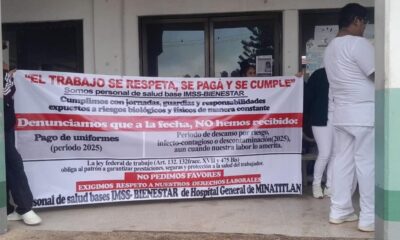 "EL TRABAJO SE RESPETA, SE PAGA Y SE CUMPLE"
Somos personal de salud base IMSS-BIENESTAR.
Cumplimos con jornadas, guardias y responsabilidades
expuestos a riesgos biológicos y físicos de manera constante
Denunciamos que a la fecha, NO hemos recibido:
Pago de uniformes
(periodo 2025)
Periodo de descanso por riesgo,
infecto-contagioso o descontaminación(2025),
aun cuando nuestra labor lo amerita.
La ley federal de trabajo (Art. 132, 132fracc. XVII y 475 Bis)
obliga al patrón a garantizar prestaciones, seguras y protección a la salud del trabajador.
NO PEDIMOS FAVORES
EXIGIMOS RESPETO A NUESTROS DERECHOS LABORALES
personal de salud bases IMSS- BIENESTAR de Hospital General de MINATITLAN